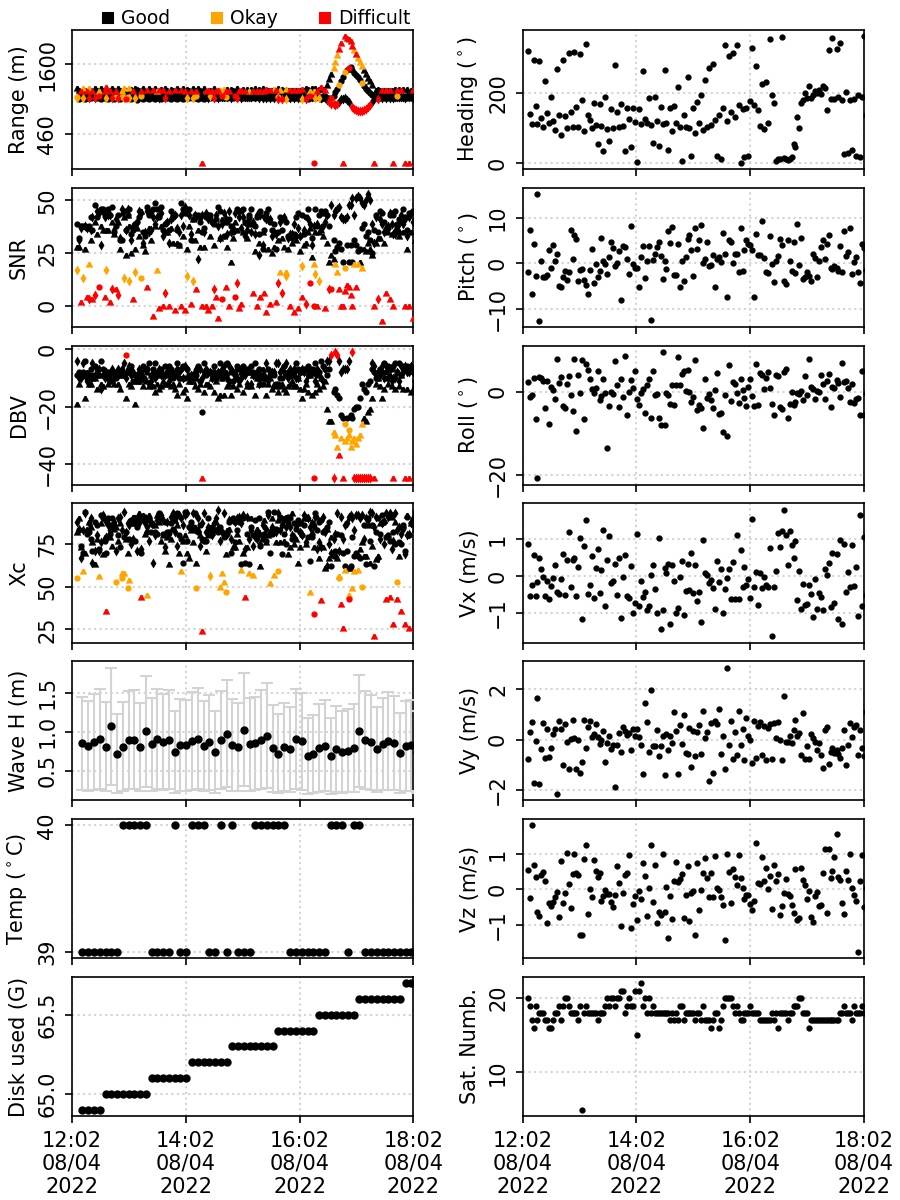 Good Okay Difficult
Range (m)
1600
460
Heading (°)
200
0
SNR
50
25
0
Pitch (°)
10
0
−10
DBV
0
−20
−40
Roll (°)
0
−20
Xc
75
50
25
Vx (m/s)
1
0
−1
Wave H (m)
1.5
1.0
0.5
Vy (m/s)
2
0
−2
Temp (°C)
40
39
Vz (m/s)
1
0
−1
Disk used (G)
65.5
65.0
Sat. Numb.
20
10
12:02 14:02 16:02 18:02
08/04 08/04 08/04 08/04
2022 2022 2022 2022
12:02 14:02 16:02 18:02
08/04 08/04 08/04 08/04
2022 2022 2022 2022